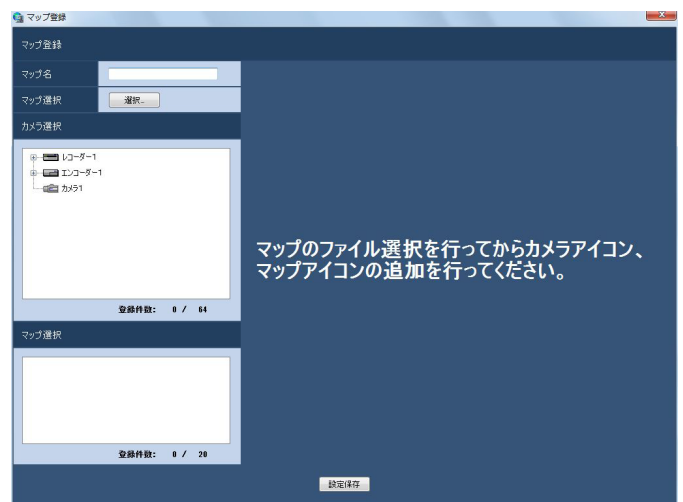 マップ登録
マップ登録
マップ名
マップ選択
選択...
カメラ選択
レコーダー1
エンコーダー1
カメラ1
登録件数: 0 / 64
マップ選択
登録件数: 0 / 20
マップのファイル選択を行ってからカメラアイコン、
マップアイコンの追加を行ってください。
設定保存